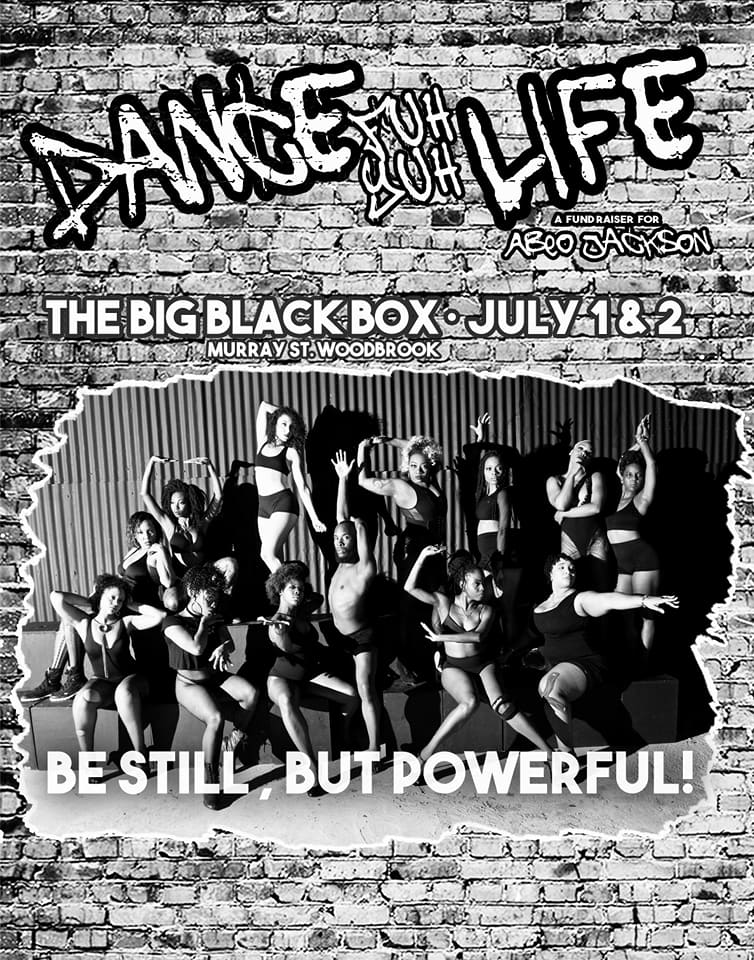 DANCE FUH YUH LIFE
A FUNDRAISER FOR
ABEO JACKSON
THE BIG BLACK BOX • JULY 1 & 2
MURRAY ST. WOODBROOK
BE STILL, BUT POWERFUL!